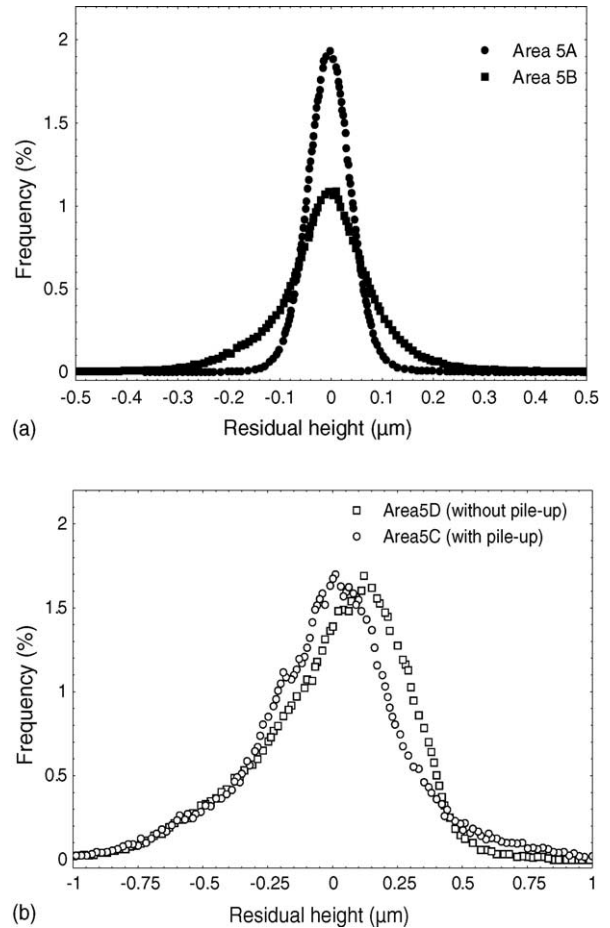 2
1.5
1
0.5
0
Frequency (%)
Area 5A
Area 5B
-0.5 -0.4 -0.3 -0.2 -0.1 0 0.1 0.2 0.3 0.4 0.5
(a) Residual height (µm)
2
1.5
1
0.5
0
Frequency (%)
Area5D (without pile-up)
Area5C (with pile-up)
-1 -0.75 -0.5 -0.25 0 0.25 0.5 0.75 1
(b) Residual height (µm)